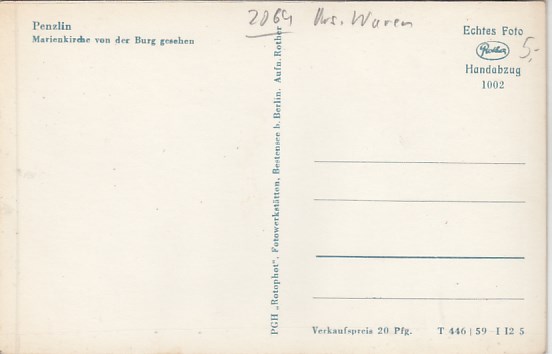 Penzlin
Marienkirche von der Burg gesehen
2064 Krs. Waren
Echtes Foto
Handabzug
1002
5,-
PGH „Rotophot", Fotowerkstätten, Bestensee b. Berlin. Aufn. Rother
Verkaufspreis 20 Pfg. T 446 | 59 - I 12 5